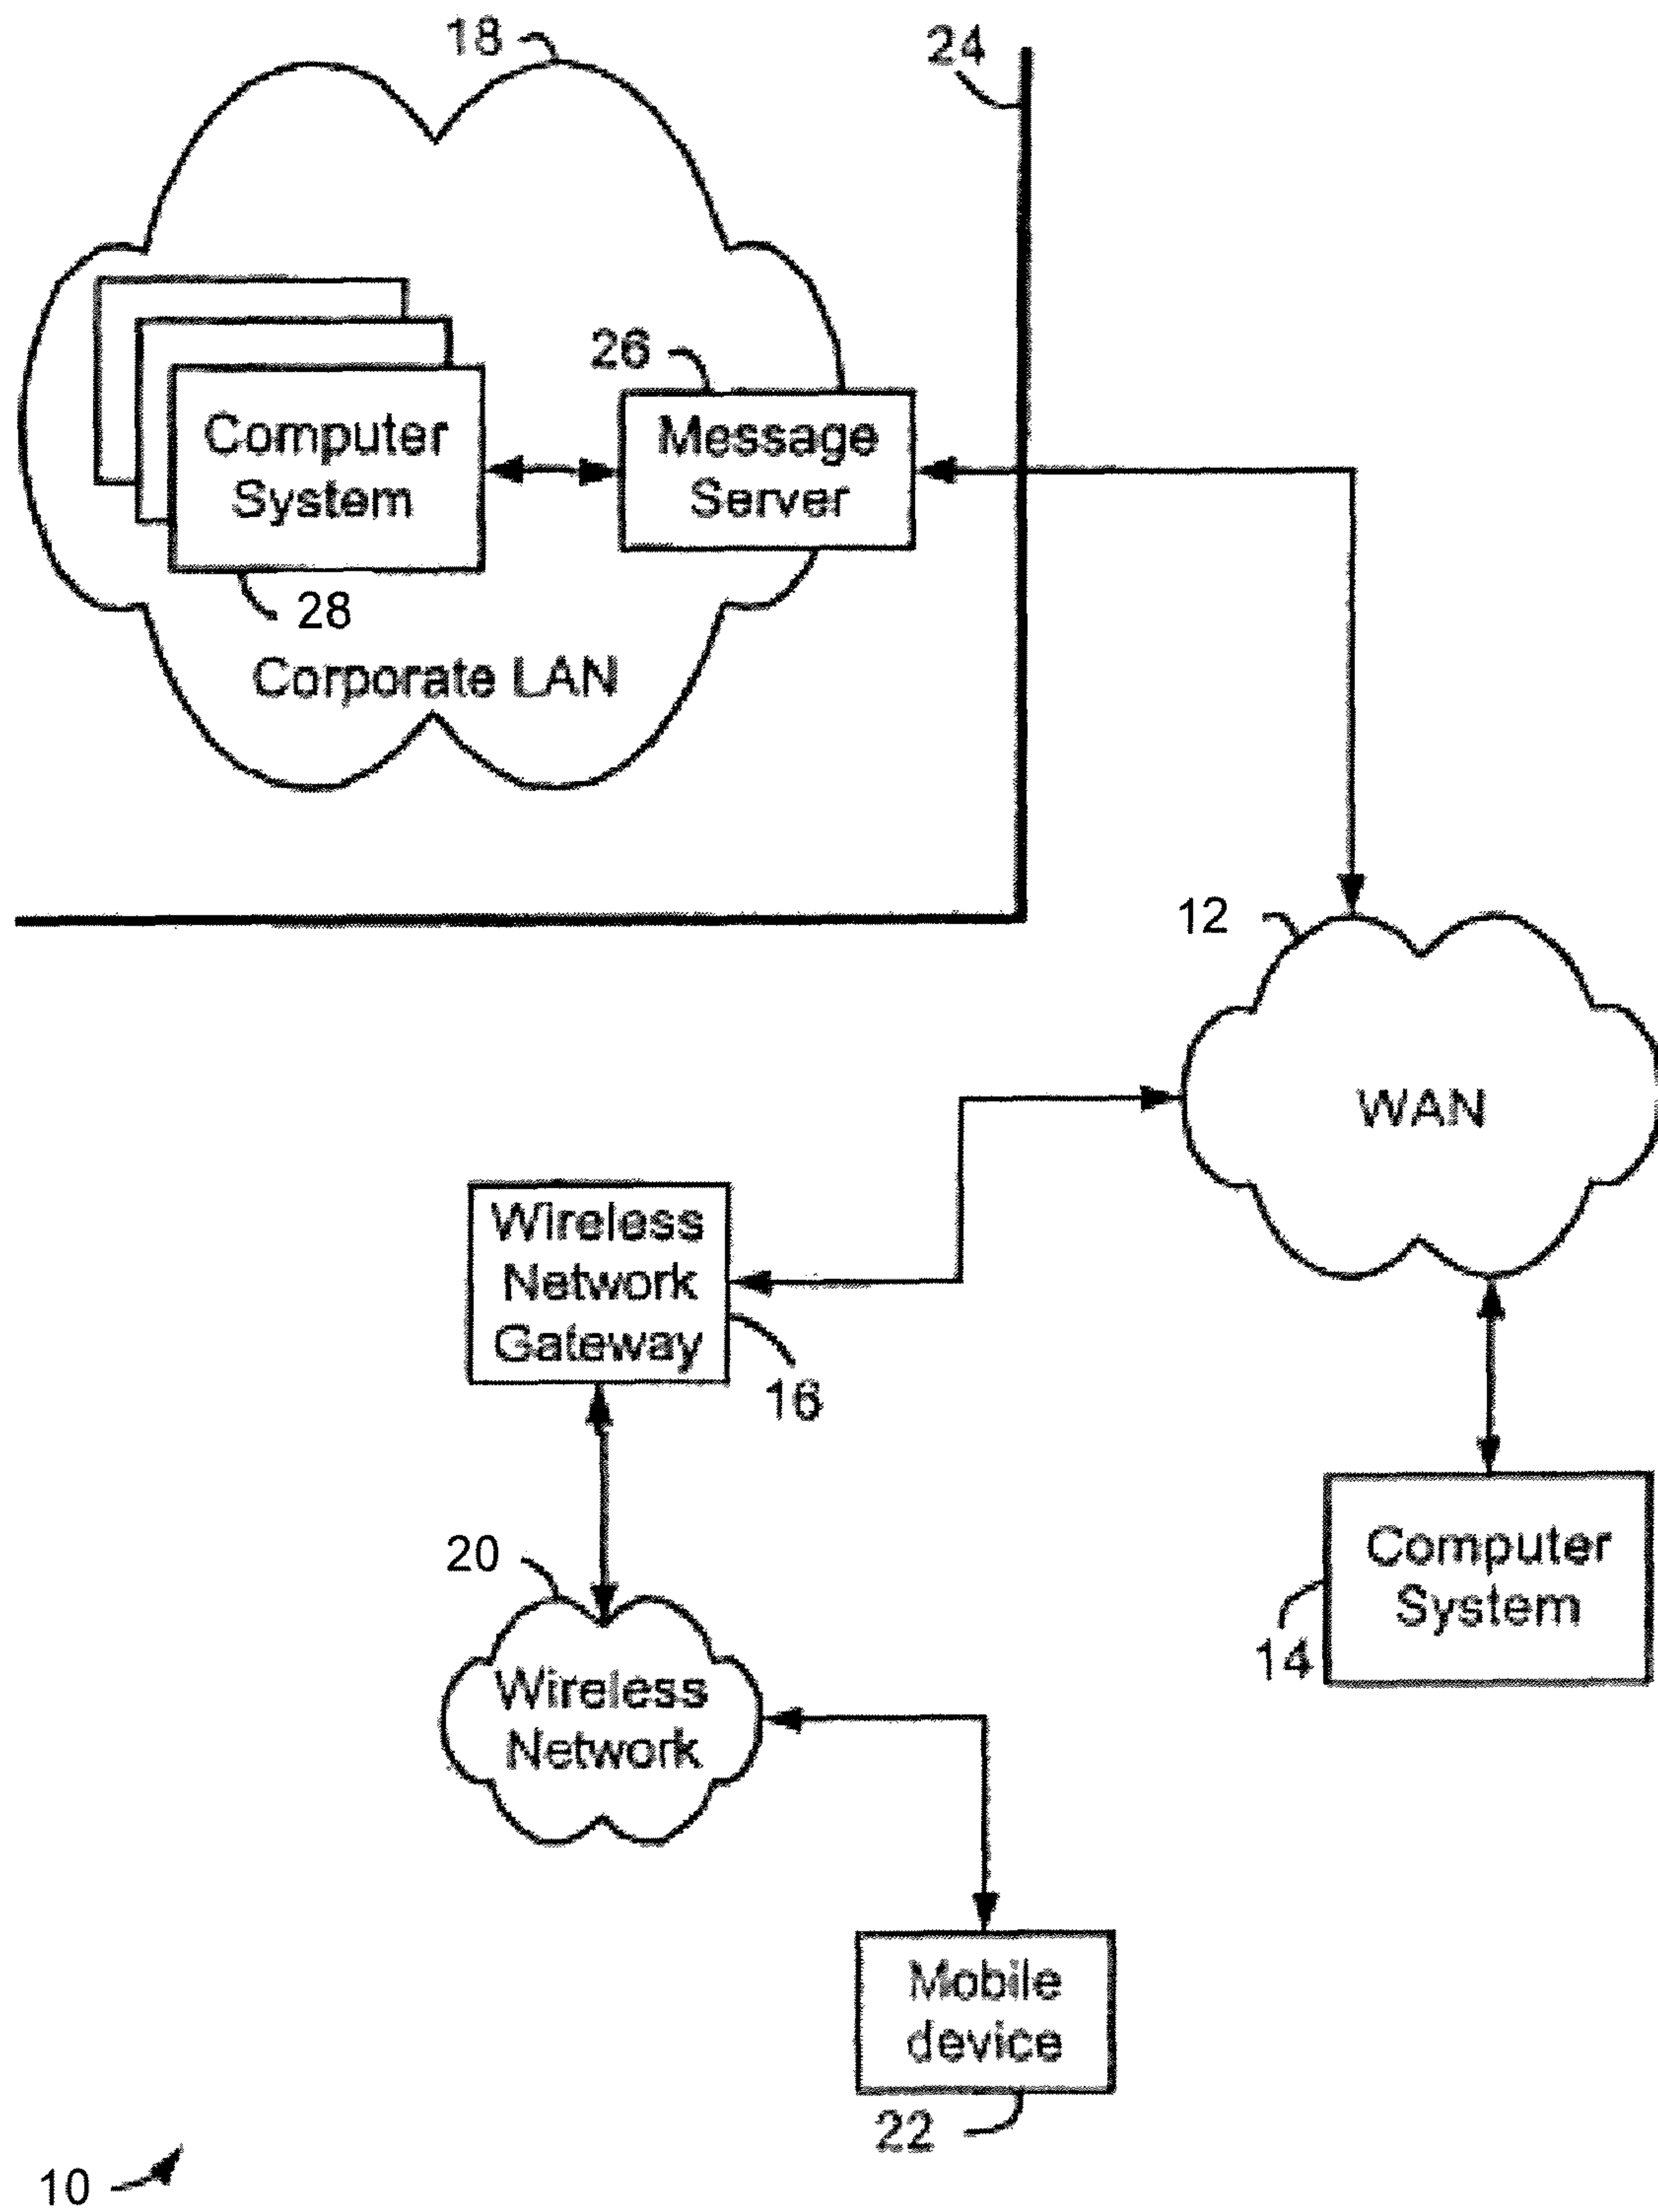 18
24
26
Computer
System
Message
Server
28
Corporate LAN
12
WAN
Wireless
Network
Gateway
16
20
Computer
System
14
Wireless
Network
Mobile
device
22
10